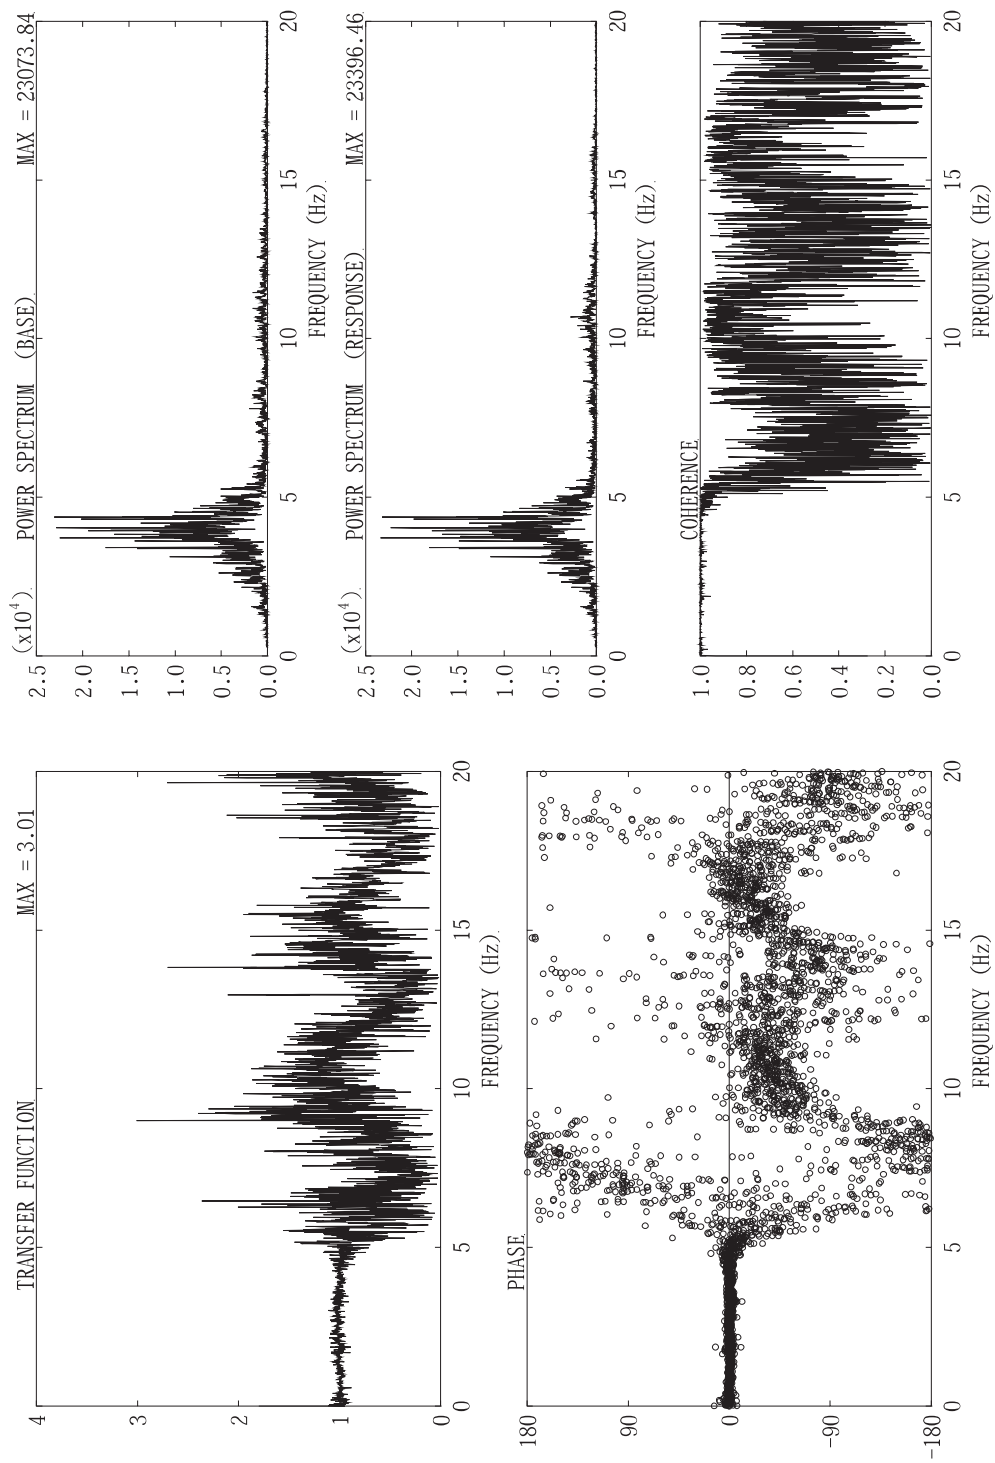 TRANSFER FUNCTION MAX = 3.01
4
3
2
1
0
0 5 10 15 20
FREQUENCY (Hz)
PHASE
180
90
0
-90
-180
0 5 10 15 20
FREQUENCY (Hz)
(x10⁴) POWER SPECTRUM (BASE) MAX = 23073.84
2.5
2.0
1.5
1.0
0.5
0.0
0 5 10 15 20
FREQUENCY (Hz)
(x10⁴) POWER SPECTRUM (RESPONSE) MAX = 23396.46
2.5
2.0
1.5
1.0
0.5
0.0
0 5 10 15 20
FREQUENCY (Hz)
COHERENCE
1.0
0.8
0.6
0.4
0.2
0.0
0 5 10 15 20
FREQUENCY (Hz)